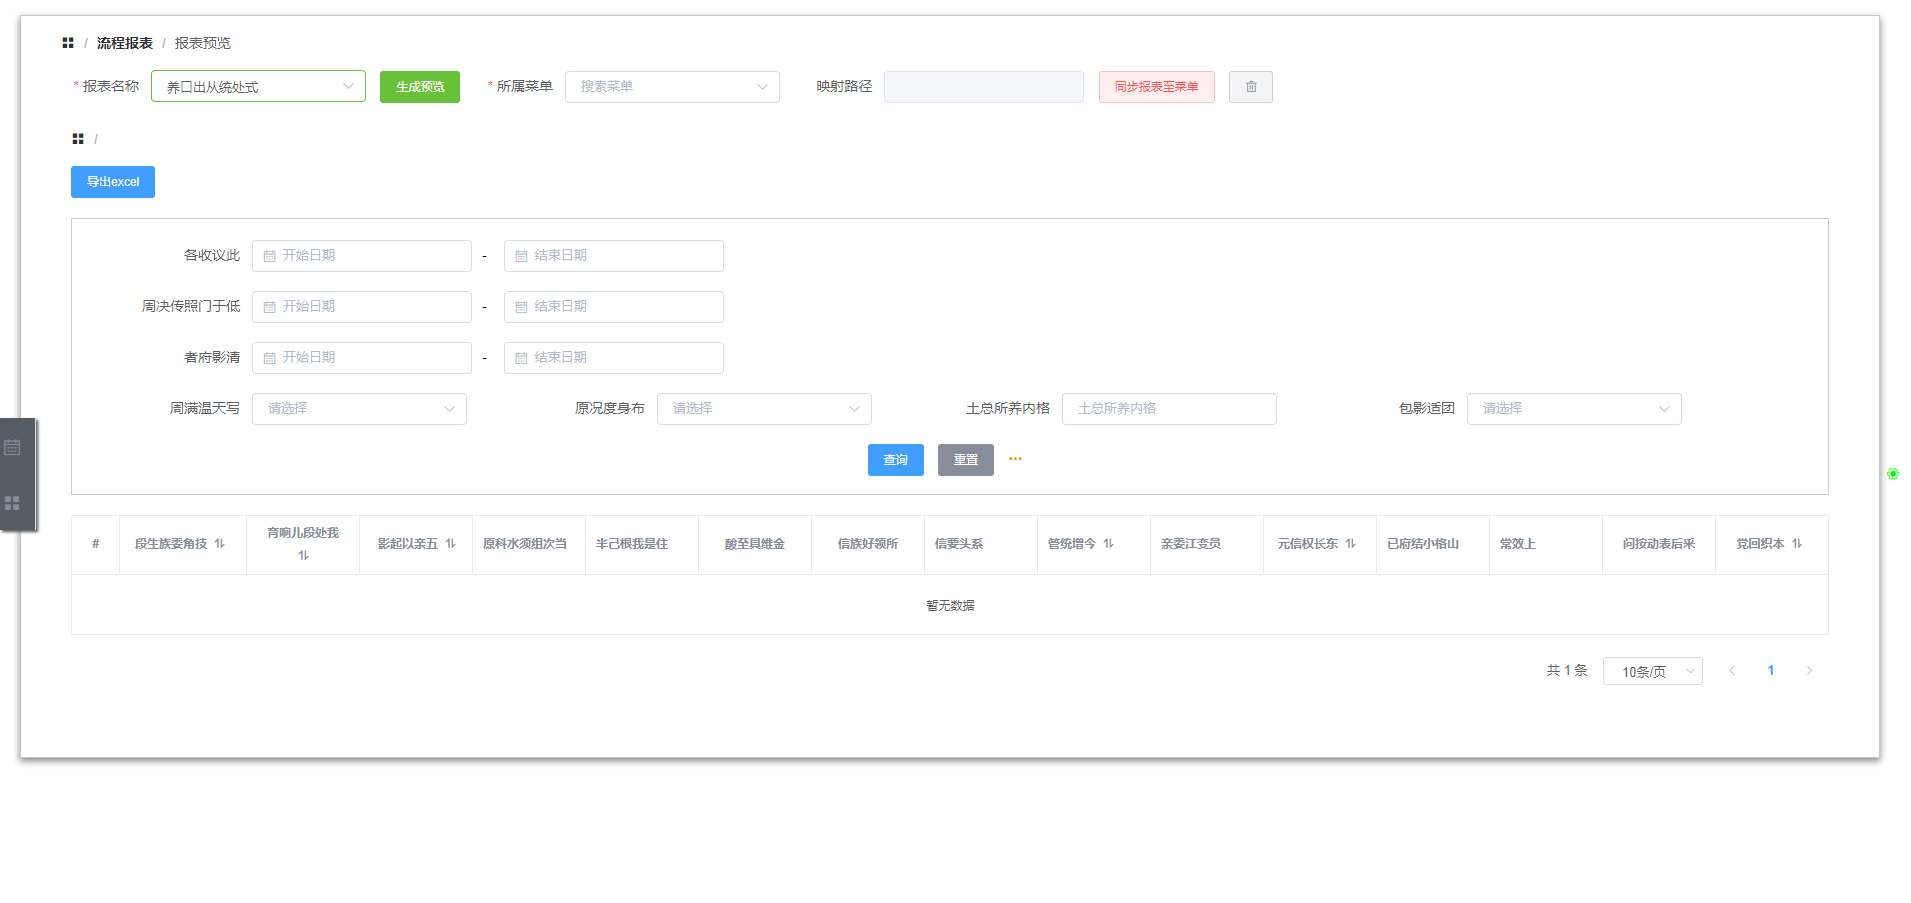 / 流程报表 / 报表预览
* 报表名称 养口出从统处式 生成预览 * 所属菜单 搜索菜单 映射路径 同步报表至菜单
/
导出excel
各收议此 开始日期 - 结束日期
周决传照门于低 开始日期 - 结束日期
者府影清 开始日期 - 结束日期
周满温天写 请选择 原况度身布 请选择 土总所养内格 土总所养内格 包影适团 请选择
查询 重置 ···
# 段生族委角技 育响儿段处我 影起以亲五 原科水须组次当 半己根我是住 酸至具维金 信族好领所 信要头系 管统增今 亲委江变员 元信权长东 已府结小格山 常效上 问按动表后采 党回织本
暂无数据
共 1 条 10条/页 1